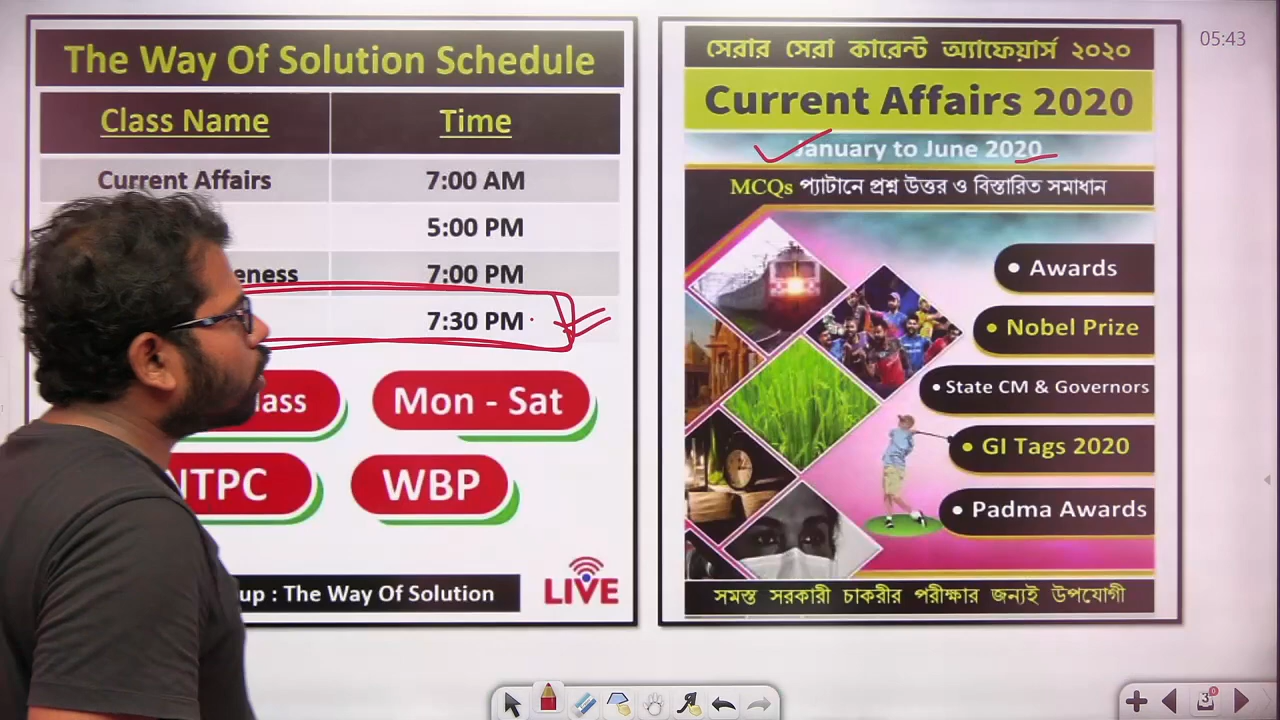 The Way Of Solution Schedule
Class Name Time
Current Affairs 7:00 AM
5:00 PM
7:00 PM
7:30 PM
Mon - Sat
NTPC WBP
: The Way Of Solution
LIVE
সেরার সেরা কারেন্ট অ্যাফেয়ার্স ২০২০
Current Affairs 2020
January to June 2020
MCQs প্যাটানে প্রশ্ন উত্তর ও বিস্তারিত সমাধান
• Awards
• Nobel Prize
• State CM & Governors
• GI Tags 2020
• Padma Awards
সমস্ত সরকারী চাকরীর পরীক্ষার জন্যই উপযোগী
05:43
3